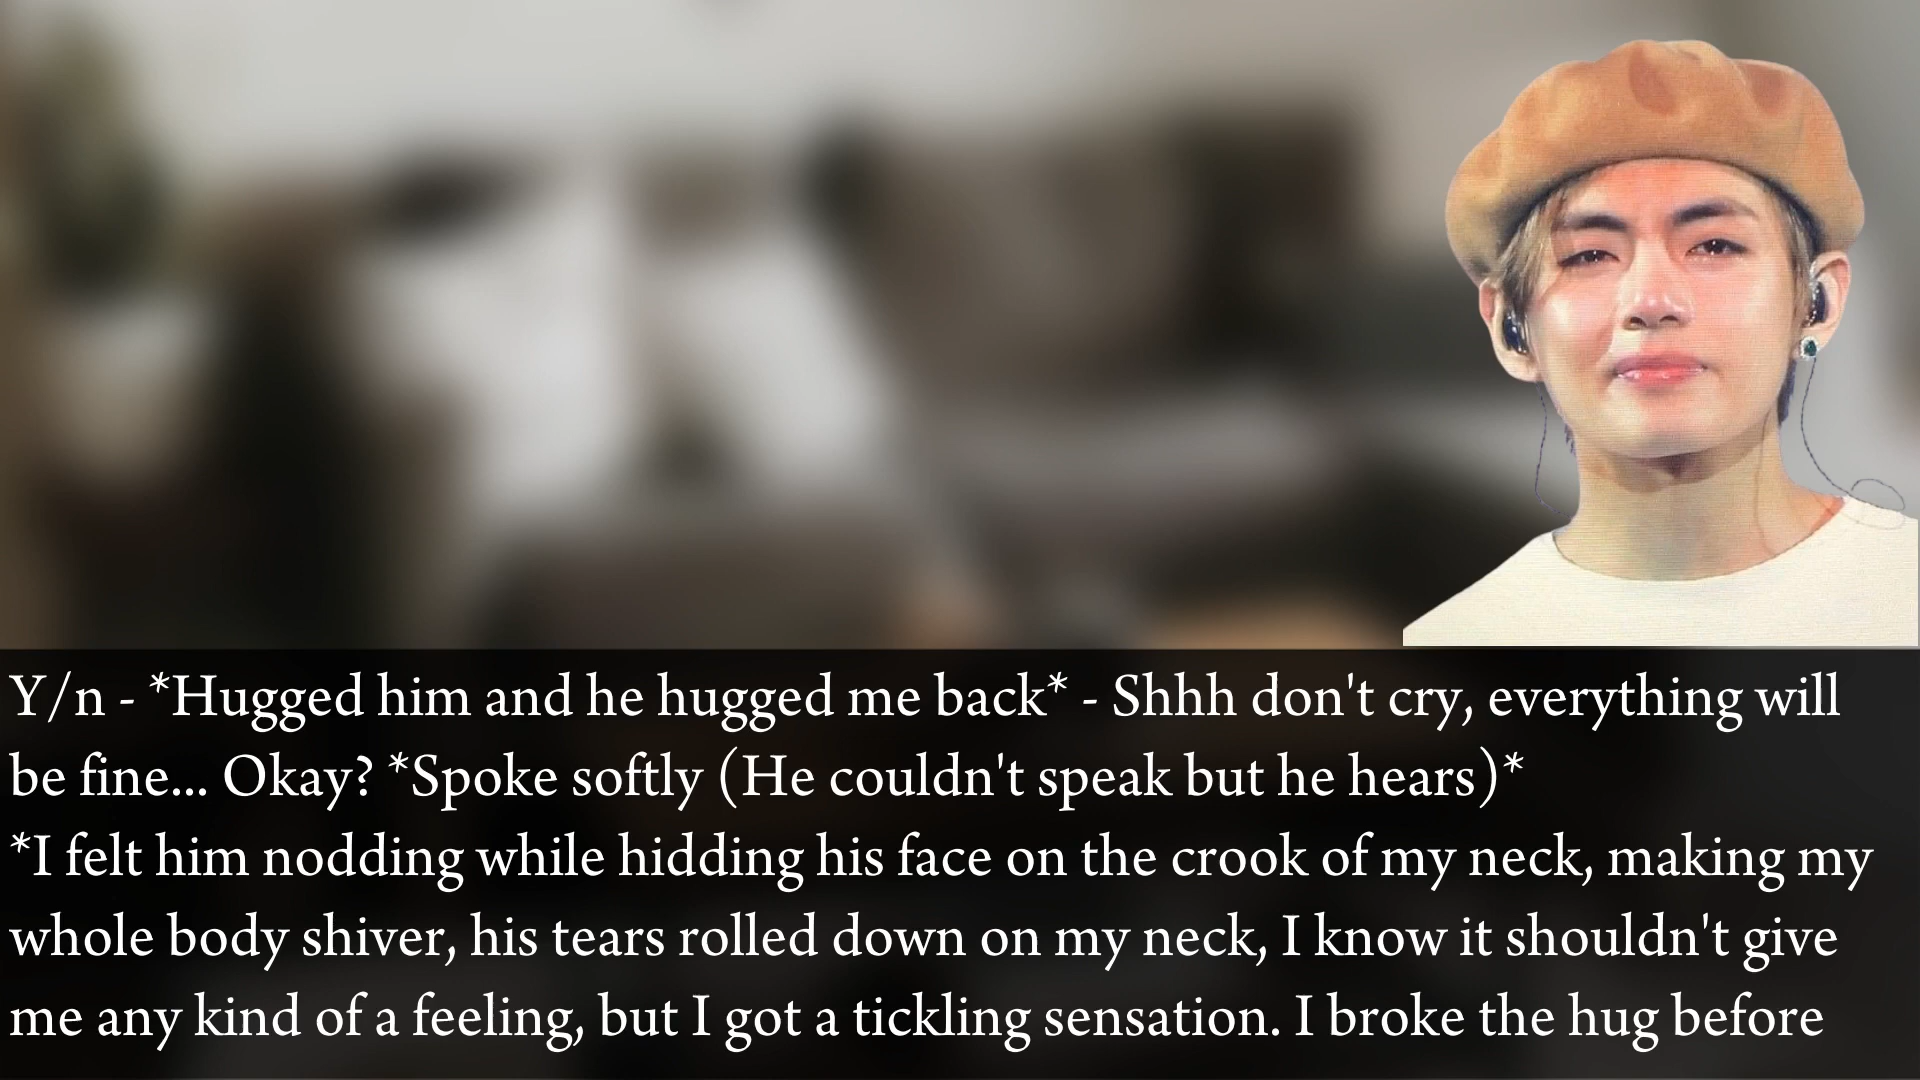 Y/n - *Hugged him and he hugged me back* - Shhh don't cry, everything will
be fine... Okay? *Spoke softly (He couldn't speak but he hears)*
*I felt him nodding while hidding his face on the crook of my neck, making my
whole body shiver, his tears rolled down on my neck, I know it shouldn't give
me any kind of a feeling, but I got a tickling sensation. I broke the hug before